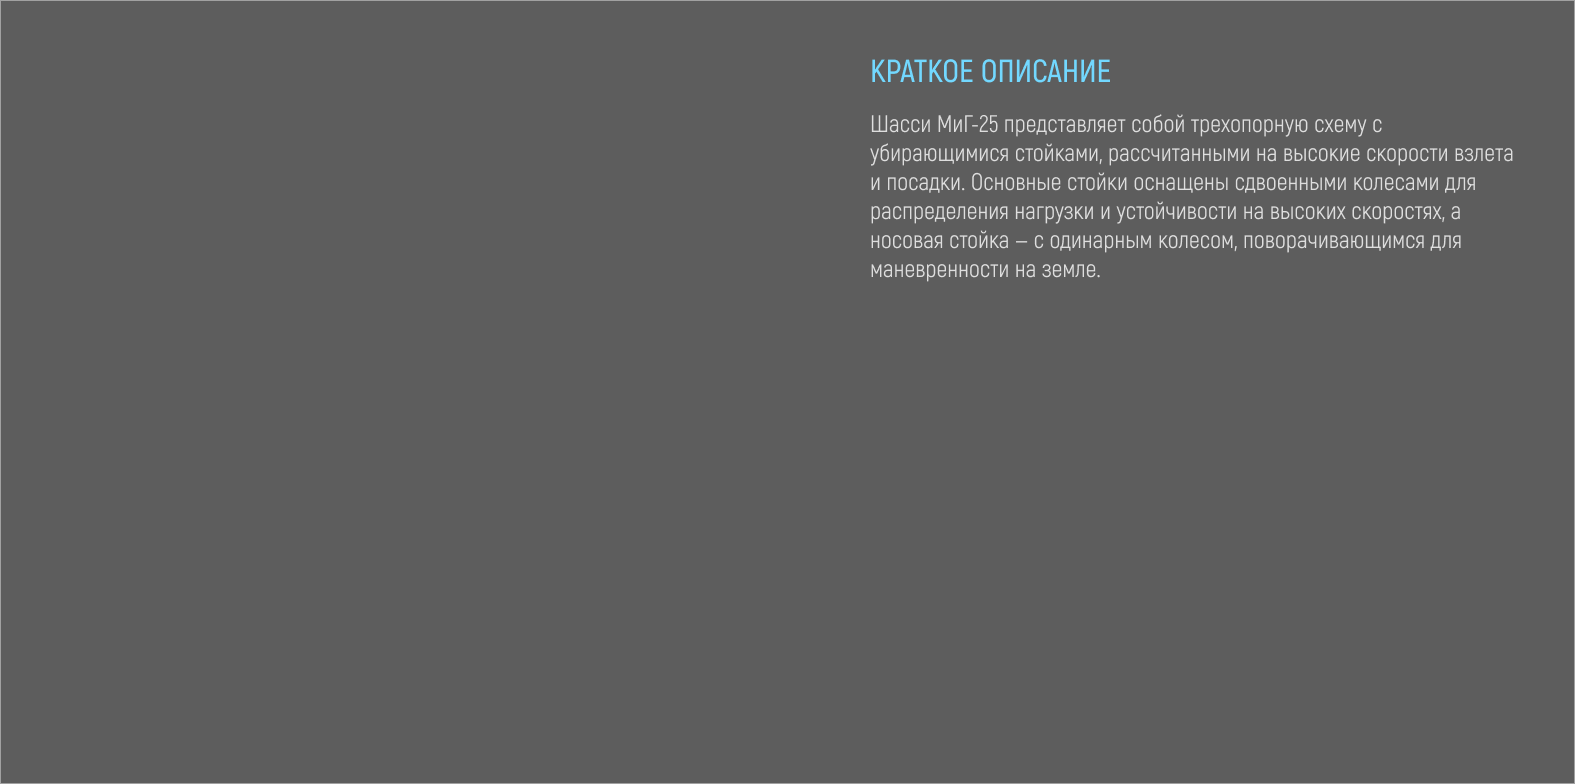 КРАТКОЕ ОПИСАНИЕ
Шасси МиГ-25 представляет собой трехопорную схему с
убирающимися стойками, рассчитанными на высокие скорости взлета
и посадки. Основные стойки оснащены сдвоенными колесами для
распределения нагрузки и устойчивости на высоких скоростях, а
носовая стойка – с одинарным колесом, поворачивающимся для
маневренности на земле.